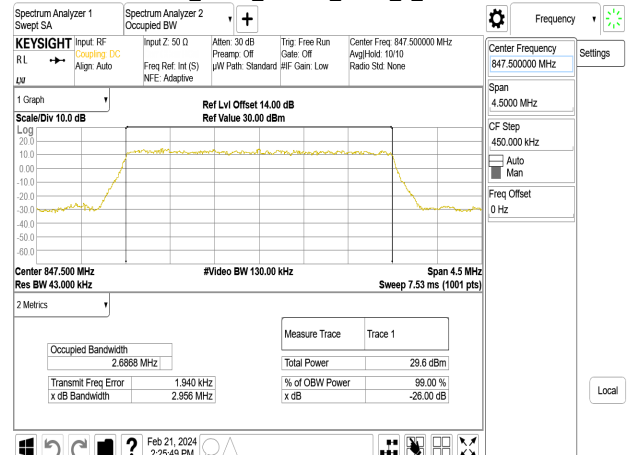 Spectrum Analyzer 1
Swept SA
Spectrum Analyzer 2
Occupied BW
Frequency
KEYSIGHT
RL
Input: RF
Coupling: DC
Align: Auto
Input Z: 50 Ω
Freq Ref: Int (S)
NFE: Adaptive
Atten: 30 dB
Preamp: Off
µW Path: Standard
Trig: Free Run
Gate: Off
#IF Gain: Low
Center Freq: 847.500000 MHz
Avg|Hold: 10/10
Radio Std: None
Center Frequency
847.500000 MHz
Settings
Span
4.5000 MHz
CF Step
450.000 kHz
Auto
Man
Freq Offset
0 Hz
Local
1 Graph
Scale/Div 10.0 dB
Ref Lvl Offset 14.00 dB
Ref Value 30.00 dBm
Log
20.0
10.0
0.00
-10.0
-20.0
-30.0
-40.0
-50.0
-60.0
Center 847.500 MHz
#Video BW 130.00 kHz
Span 4.5 MHz
Res BW 43.000 kHz
Sweep 7.53 ms (1001 pts)
2 Metrics
Occupied Bandwidth
2.6868 MHz
Transmit Freq Error 1.940 kHz
x dB Bandwidth 2.956 MHz
Measure Trace Trace 1
Total Power 29.6 dBm
% of OBW Power 99.00 %
x dB -26.00 dB
?
Feb 21, 2024
2:25:49 PM